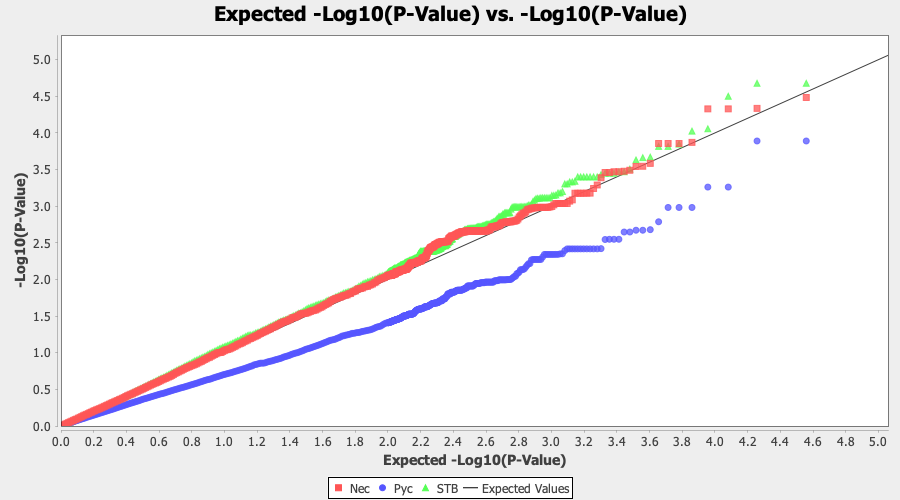 Expected -Log10(P-Value) vs. -Log10(P-Value)
-Log10(P-Value)
5.0
4.5
4.0
3.5
3.0
2.5
2.0
1.5
1.0
0.5
0.0
0.0 0.2 0.4 0.6 0.8 1.0 1.2 1.4 1.6 1.8 2.0 2.2 2.4 2.6 2.8 3.0 3.2 3.4 3.6 3.8 4.0 4.2 4.4 4.6 4.8 5.0
Expected -Log10(P-Value)
Nec Pyc STB Expected Values